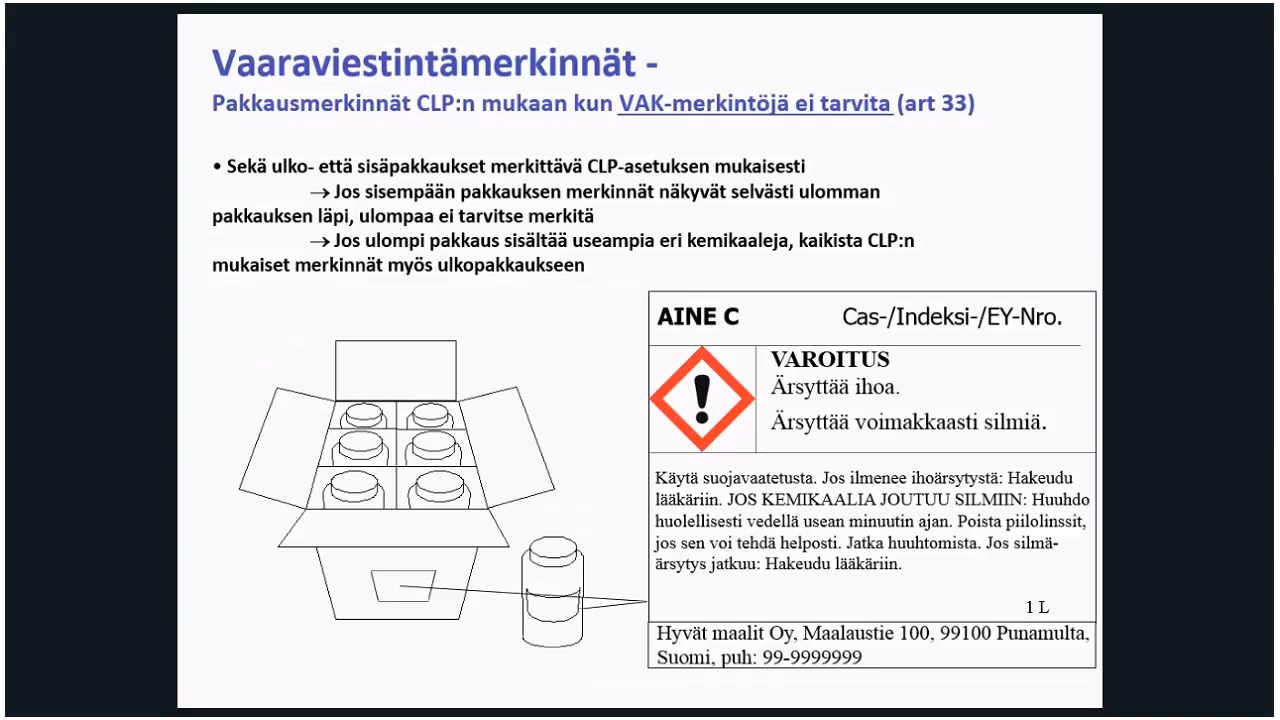 Vaaraviestintämerkinnät -
Pakkausmerkinnät CLP:n mukaan kun VAK-merkintöjä ei tarvita (art 33)
• Sekä ulko- että sisäpakkaukset merkittävä CLP-asetuksen mukaisesti
→ Jos sisempään pakkauksen merkinnät näkyvät selvästi ulomman
pakkauksen läpi, ulompaa ei tarvitse merkitä
→ Jos ulompi pakkaus sisältää useampia eri kemikaaleja, kaikista CLP:n
mukaiset merkinnät myös ulkopakkaukseen
AINE C Cas-/Indeksi-/EY-Nro.
VAROITUS
Ärsyttää ihoa.
Ärsyttää voimakkaasti silmiä.
Käytä suojavaatetusta. Jos ilmenee ihoärsytystä: Hakeudu
lääkäriin. JOS KEMIKAALIA JOUTUU SILMIIN: Huuhdo
huolellisesti vedellä usean minuutin ajan. Poista piilolinssit,
jos sen voi tehdä helposti. Jatka huuhtomista. Jos silmä-
ärsytys jatkuu: Hakeudu lääkäriin.
1 L
Hyvät maalit Oy, Maalaustie 100, 99100 Punamulta,
Suomi, puh: 99-9999999